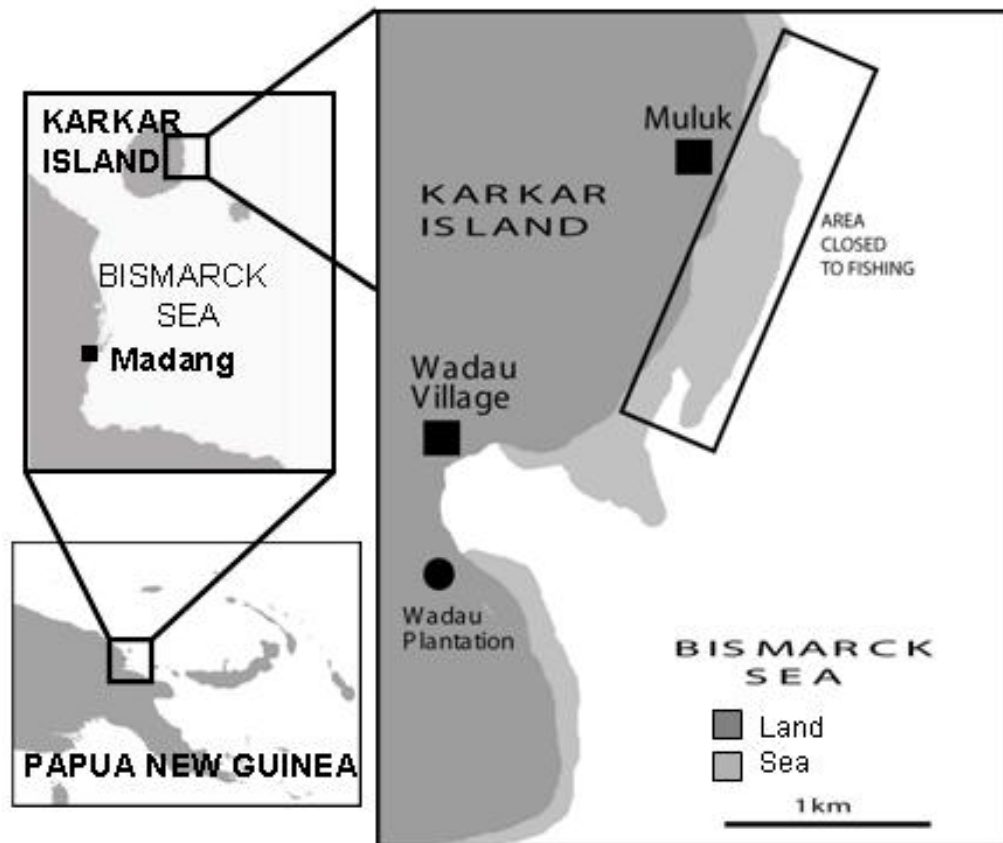 KARKAR
ISLAND
BISMARCK
SEA
Madang
PAPUA NEW GUINEA
Muluk
KARKAR
ISLAND
AREA
CLOSED
TO FISHING
Wadau
Village
Wadau
Plantation
BISMARCK
SEA
Land
Sea
1km